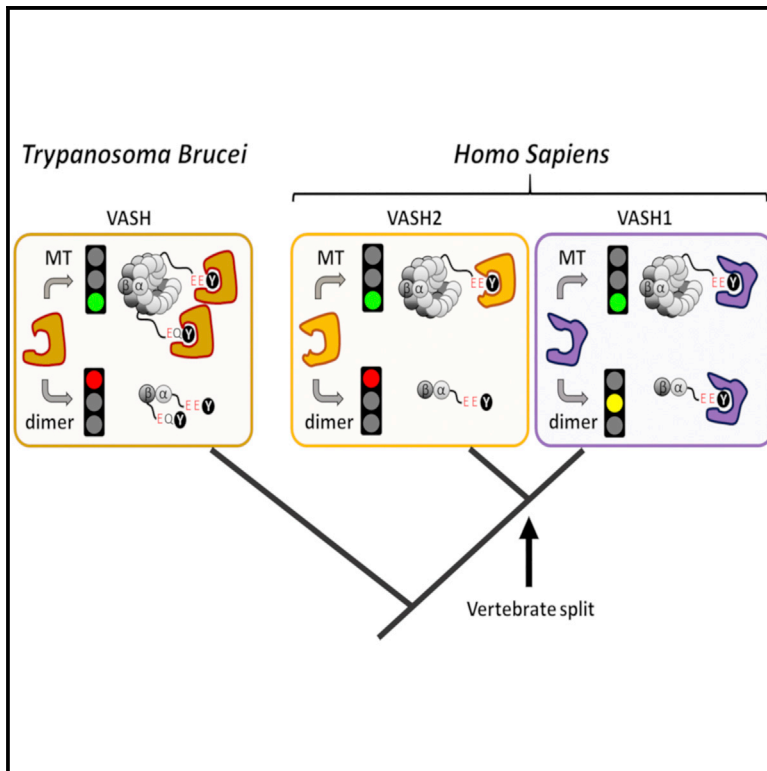 Trypanosoma Brucei
Homo Sapiens
VASH
MT
β α
E E Y
E Q Y
dimer
β α
E E Y
E Q Y
VASH2
MT
β α
E E Y
dimer
β α
E E Y
VASH1
MT
β α
E E Y
dimer
β α
E E Y
Vertebrate split